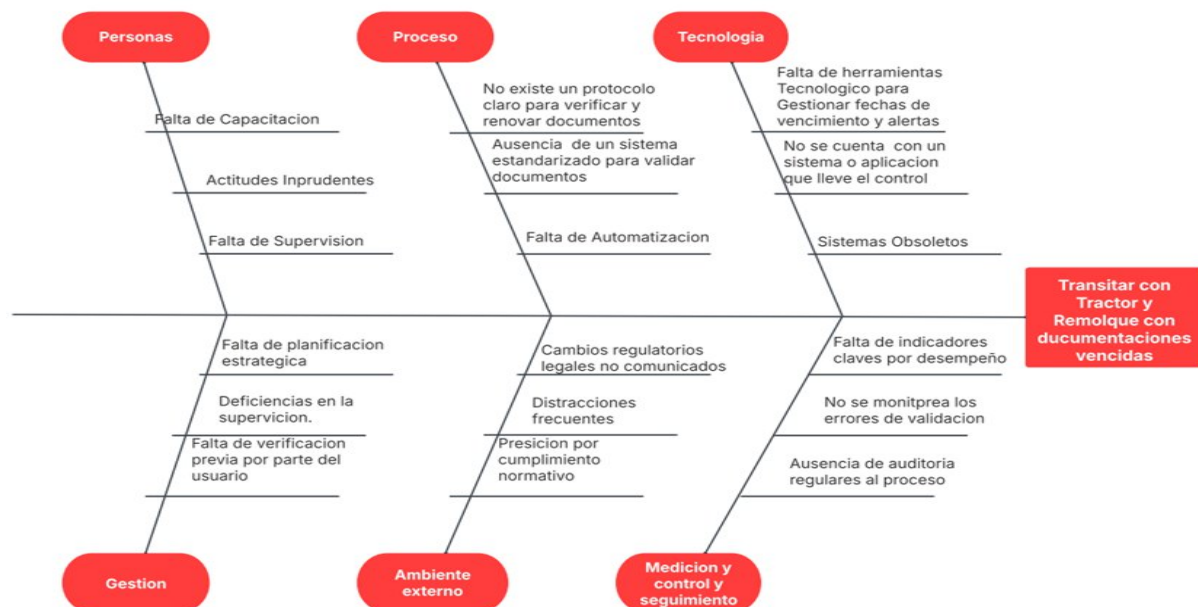 Personas
Proceso
Tecnologia
Falta de Capacitacion
Actitudes Inprudentes
Falta de Supervision
No existe un protocolo
claro para verificar y
renovar documentos
Ausencia de un sistema
estandarizado para validar
documentos
Falta de Automatizacion
Falta de herramientas
Tecnologico para
Gestionar fechas de
vencimiento y alertas
No se cuenta con un
sistema o aplicacion
que lleve el control
Sistemas Obsoletos
Transitar con
Tractor y
Remolque con
ducumentaciones
vencidas
Falta de planificacion
estrategica
Deficiencias en la
supervicion.
Falta de verificacion
previa por parte del
usuario
Cambios regulatorios
legales no comunicados
Distracciones
frecuentes
Presicion por
cumplimiento
normativo
Falta de indicadores
claves por desempeño
No se monitprea los
errores de validacion
Ausencia de auditoria
regulares al proceso
Gestion
Ambiente
externo
Medicion y
control y
seguimiento